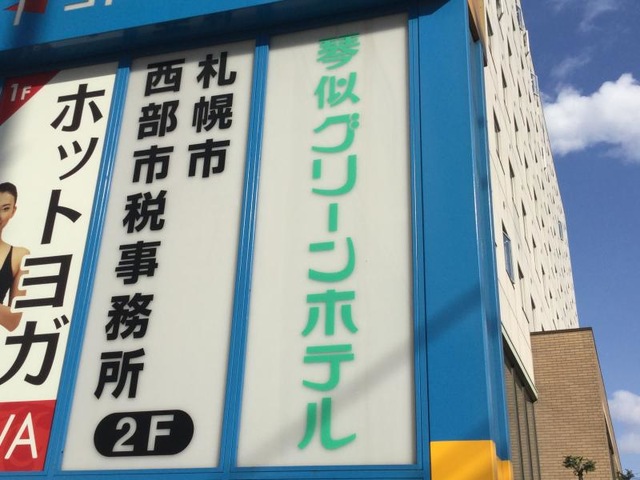 琴似グリーンホテル
札幌市
西部市税事務所
2F
1F
ホットヨガ